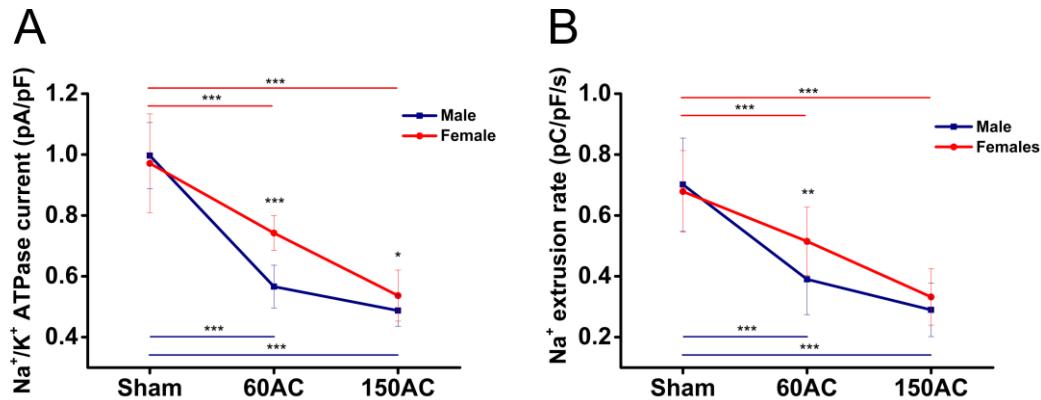 A
Na⁺/K⁺ ATPase current (pA/pF)
1.2
1.0
0.8
0.6
0.4
***
***
***
*
***
***
Male
Female
Sham
60AC
150AC
B
Na⁺ extrusion rate (pC/pF/s)
1.0
0.8
0.6
0.4
0.2
***
***
**
***
***
Male
Females
Sham
60AC
150AC